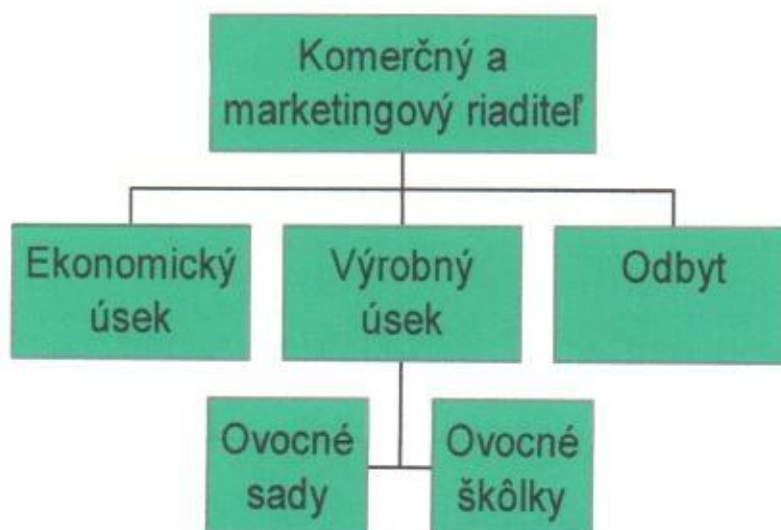 Komerčný a
marketingový riaditeľ
Ekonomický
úsek
Výrobný
úsek
Odbyt
Ovocné
sady
Ovocné
škôlky